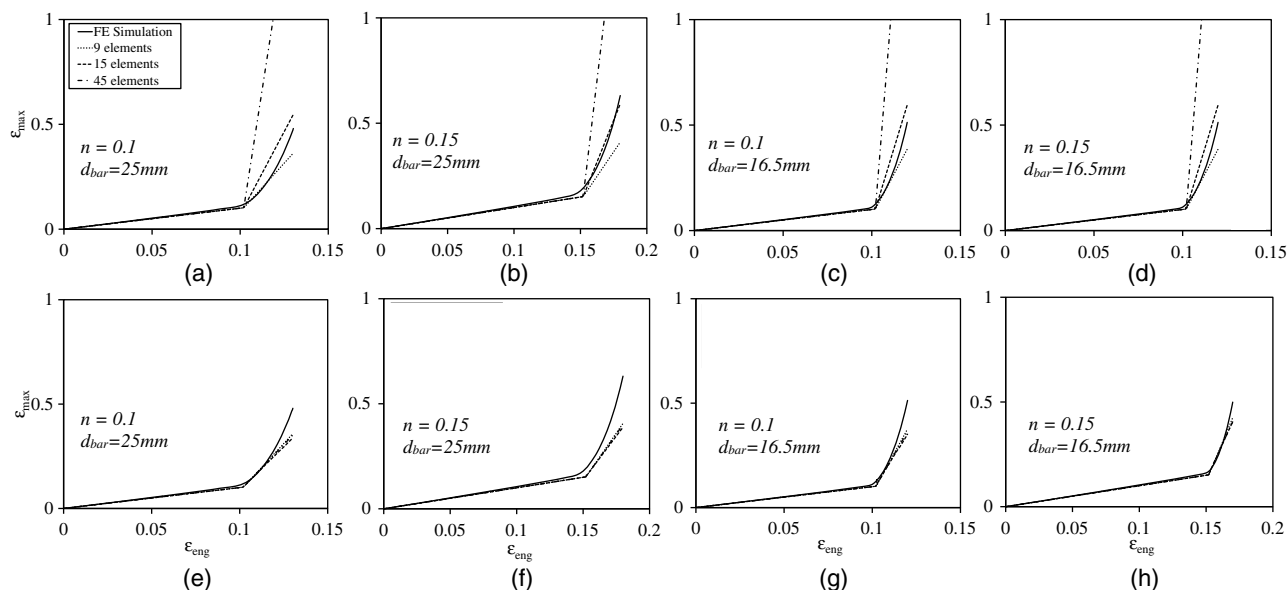 1
FE Simulation
9 elements
15 elements
45 elements
0.5
εmax
n = 0.1
dbar=25mm
0
0 0.05 0.1 0.15
(a)
1
0.5
n = 0.15
dbar=25mm
0
0 0.05 0.1 0.15 0.2
(b)
1
0.5
n = 0.1
dbar=16.5mm
0
0 0.05 0.1 0.15
(c)
1
0.5
n = 0.15
dbar=16.5mm
0
0 0.05 0.1 0.15
(d)
1
0.5
εmax
n = 0.1
dbar=25mm
0
0 0.05 0.1 0.15
εeng
(e)
1
0.5
n = 0.15
dbar=25mm
0
0 0.05 0.1 0.15 0.2
εeng
(f)
1
0.5
n = 0.1
dbar=16.5mm
0
0 0.05 0.1 0.15
εeng
(g)
1
0.5
n = 0.15
dbar=16.5mm
0
0 0.05 0.1 0.15 0.2
εeng
(h)